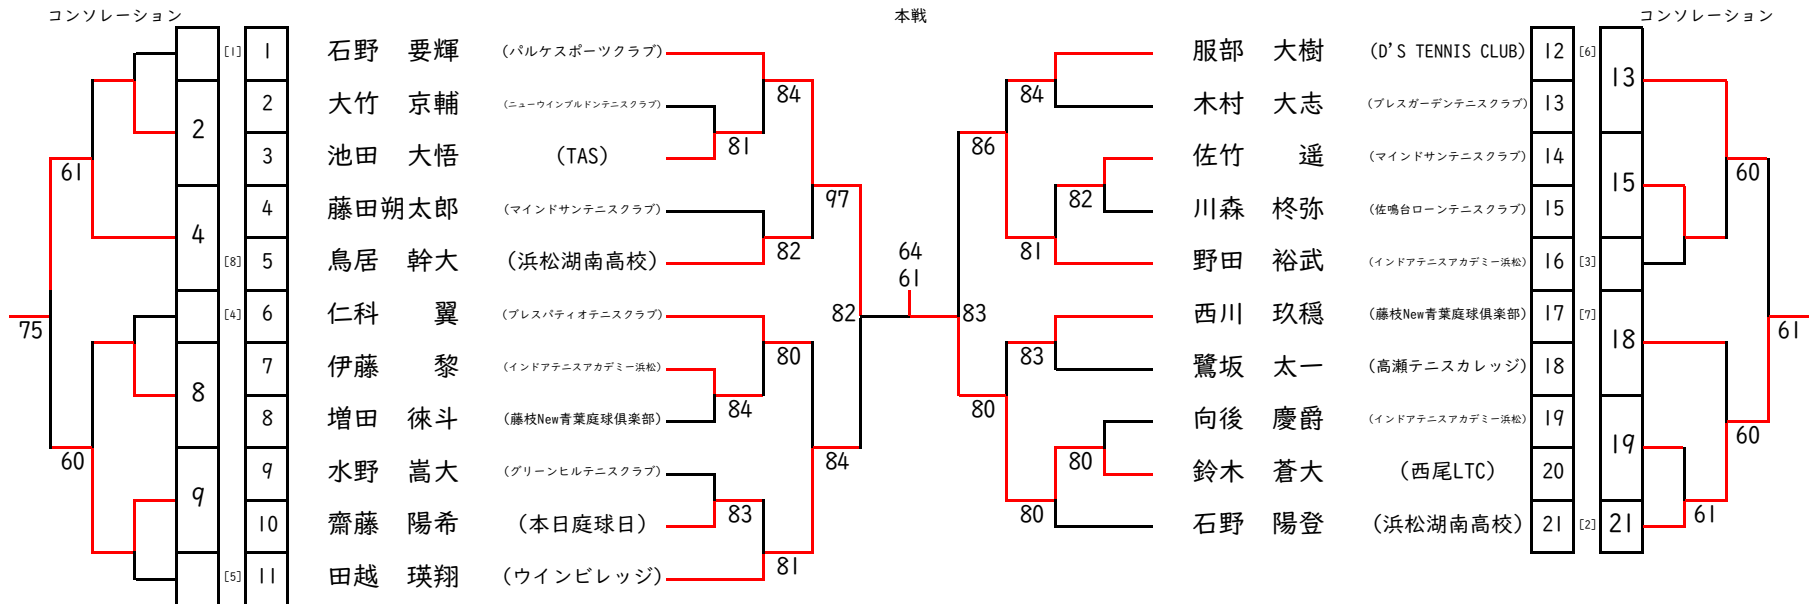 コンソレーション 本戦 コンソレーション
[1] 1 石野 要輝 (パルケスポーツクラブ) 服部 大樹 (D'S TENNIS CLUB) 12 [6]
13
84 84
2 大竹 京輔 (ニューウインブルドンテニスクラブ) 木村 大志 (ブレスガーデンテニスクラブ) 13
2
81 86
3 池田 大悟 (TAS) 佐竹 遥 (マインドサンテニスクラブ) 14
61 60
15
97 82
4 藤田朔太郎 (マインドサンテニスクラブ) 川森 柊弥 (佐鳴台ローンテニスクラブ) 15
4
82 64 81
[8] 5 鳥居 幹大 (浜松湖南高校) 野田 裕武 (インドアテニスアカデミー浜松) 16 [3]
61
[4] 6 仁科 翼 (ブレスパティオテニスクラブ) 82 83 西川 玖穏 (藤枝New青葉庭球倶楽部) 17 [7]
75 61
18
80 83
7 伊藤 黎 (インドアテニスアカデミー浜松) 鷺坂 太一 (高瀬テニスカレッジ) 18
8
84 80
8 増田 徠斗 (藤枝New青葉庭球倶楽部) 向後 慶爵 (インドアテニスアカデミー浜松) 19
60
19
60 84 80
9 水野 嵩大 (グリーンヒルテニスクラブ) 鈴木 蒼大 (西尾LTC) 20
9
83 80 61
10 齋藤 陽希 (本日庭球日) 石野 陽登 (浜松湖南高校) 21 [2] 21
81
[5] 11 田越 瑛翔 (ウインビレッジ)